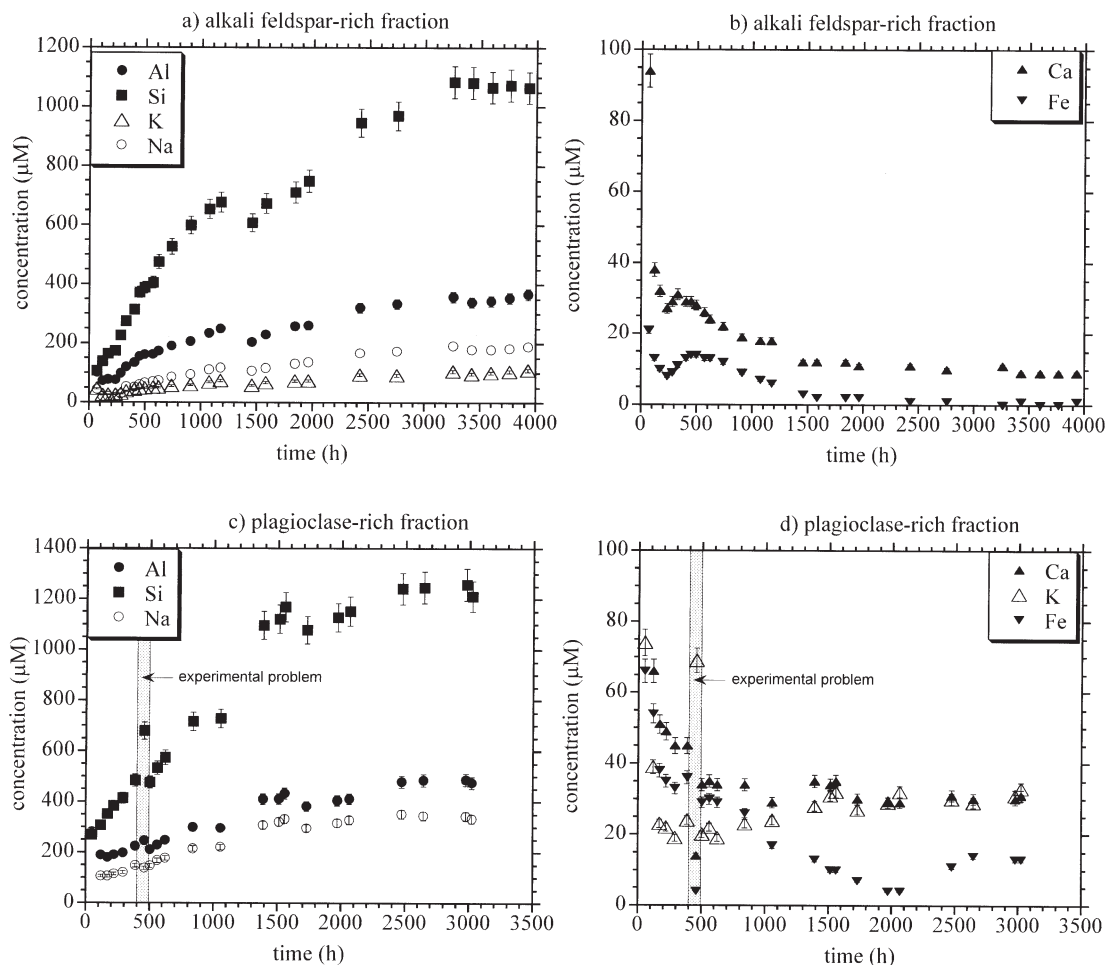 a) alkali feldspar-rich fraction
1200
1000
800
600
400
200
0
concentration (µM)
Al
Si
K
Na
0 500 1000 1500 2000 2500 3000 3500 4000
time (h)
b) alkali feldspar-rich fraction
100
80
60
40
20
0
concentration (µM)
Ca
Fe
0 500 1000 1500 2000 2500 3000 3500 4000
time (h)
c) plagioclase-rich fraction
1400
1200
1000
800
600
400
200
0
concentration (µM)
Al
Si
Na
experimental problem
0 500 1000 1500 2000 2500 3000 3500
time (h)
d) plagioclase-rich fraction
100
80
60
40
20
0
concentration (µM)
Ca
K
Fe
experimental problem
0 500 1000 1500 2000 2500 3000 3500
time (h)